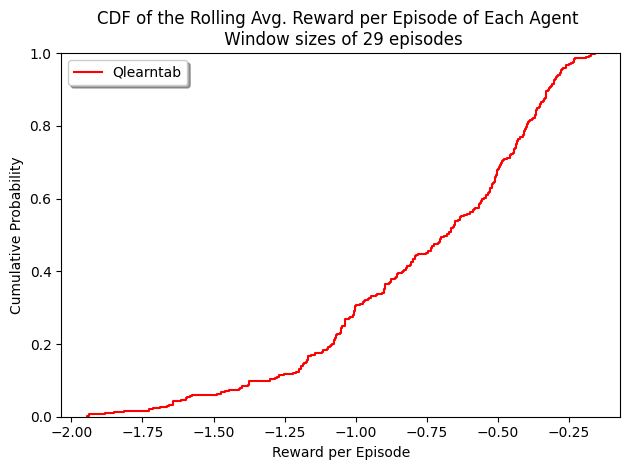 CDF of the Rolling Avg. Reward per Episode of Each Agent
Window sizes of 29 episodes
Qlearntab
Cumulative Probability
1.0
0.8
0.6
0.4
0.2
0.0
−2.00 −1.75 −1.50 −1.25 −1.00 −0.75 −0.50 −0.25
Reward per Episode